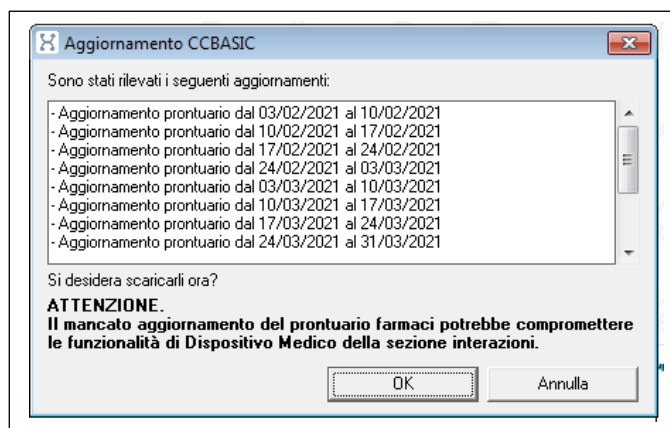 Aggiornamento CCBASIC
Sono stati rilevati i seguenti aggiornamenti:
- Aggiornamento prontuario dal 03/02/2021 al 10/02/2021
- Aggiornamento prontuario dal 10/02/2021 al 17/02/2021
- Aggiornamento prontuario dal 17/02/2021 al 24/02/2021
- Aggiornamento prontuario dal 24/02/2021 al 03/03/2021
- Aggiornamento prontuario dal 03/03/2021 al 10/03/2021
- Aggiornamento prontuario dal 10/03/2021 al 17/03/2021
- Aggiornamento prontuario dal 17/03/2021 al 24/03/2021
- Aggiornamento prontuario dal 24/03/2021 al 31/03/2021
Si desidera scaricarli ora?
ATTENZIONE.
Il mancato aggiornamento del prontuario farmaci potrebbe compromettere
le funzionalità di Dispositivo Medico della sezione interazioni.
OK
Annulla